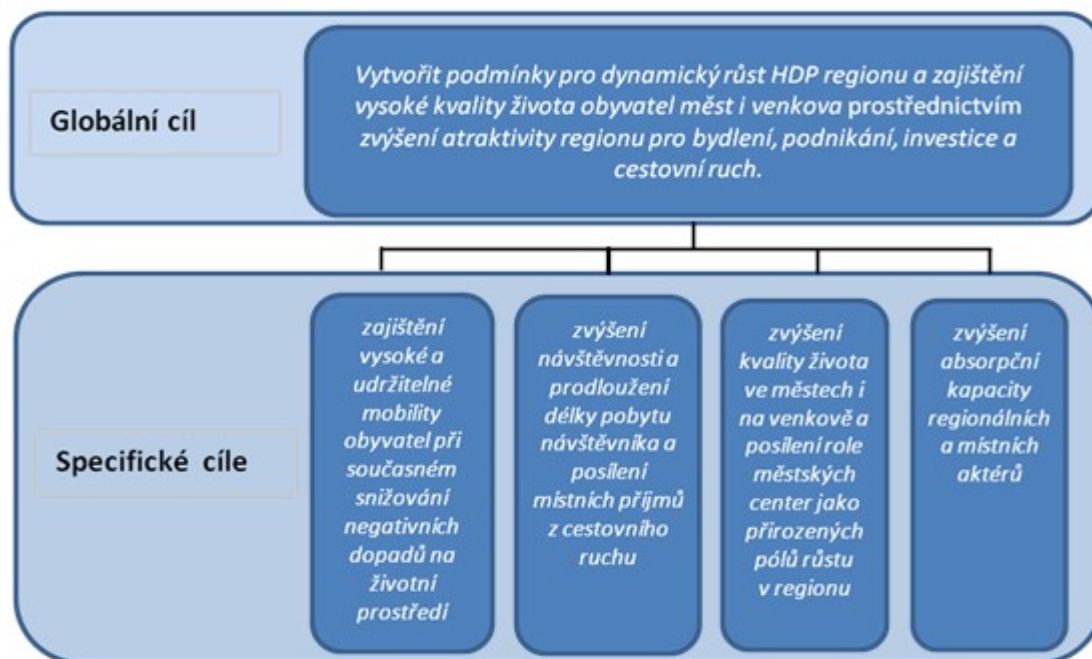 Globální cíl
Vytvořit podmínky pro dynamický růst HDP regionu a zajištění
vysoké kvality života obyvatel měst i venkova prostřednictvím
zvýšení atraktivity regionu pro bydlení, podnikání, investice a
cestovní ruch.
Specifické cíle
zajištění
vysoké a
udržitelné
mobility
obyvatel při
současném
snižování
negativních
dopadů na
životní
prostředí
zvýšení
návštěvnosti a
prodloužení
délky pobytu
návštěvníka a
posílení
místních příjmů
z cestovního
ruchu
zvýšení
kvality života
ve městech i
na venkově a
posílení role
městských
center jako
přirozených
pólů růstu
v regionu
zvýšení
absorpční
kapacity
regionálních
a místních
aktérů